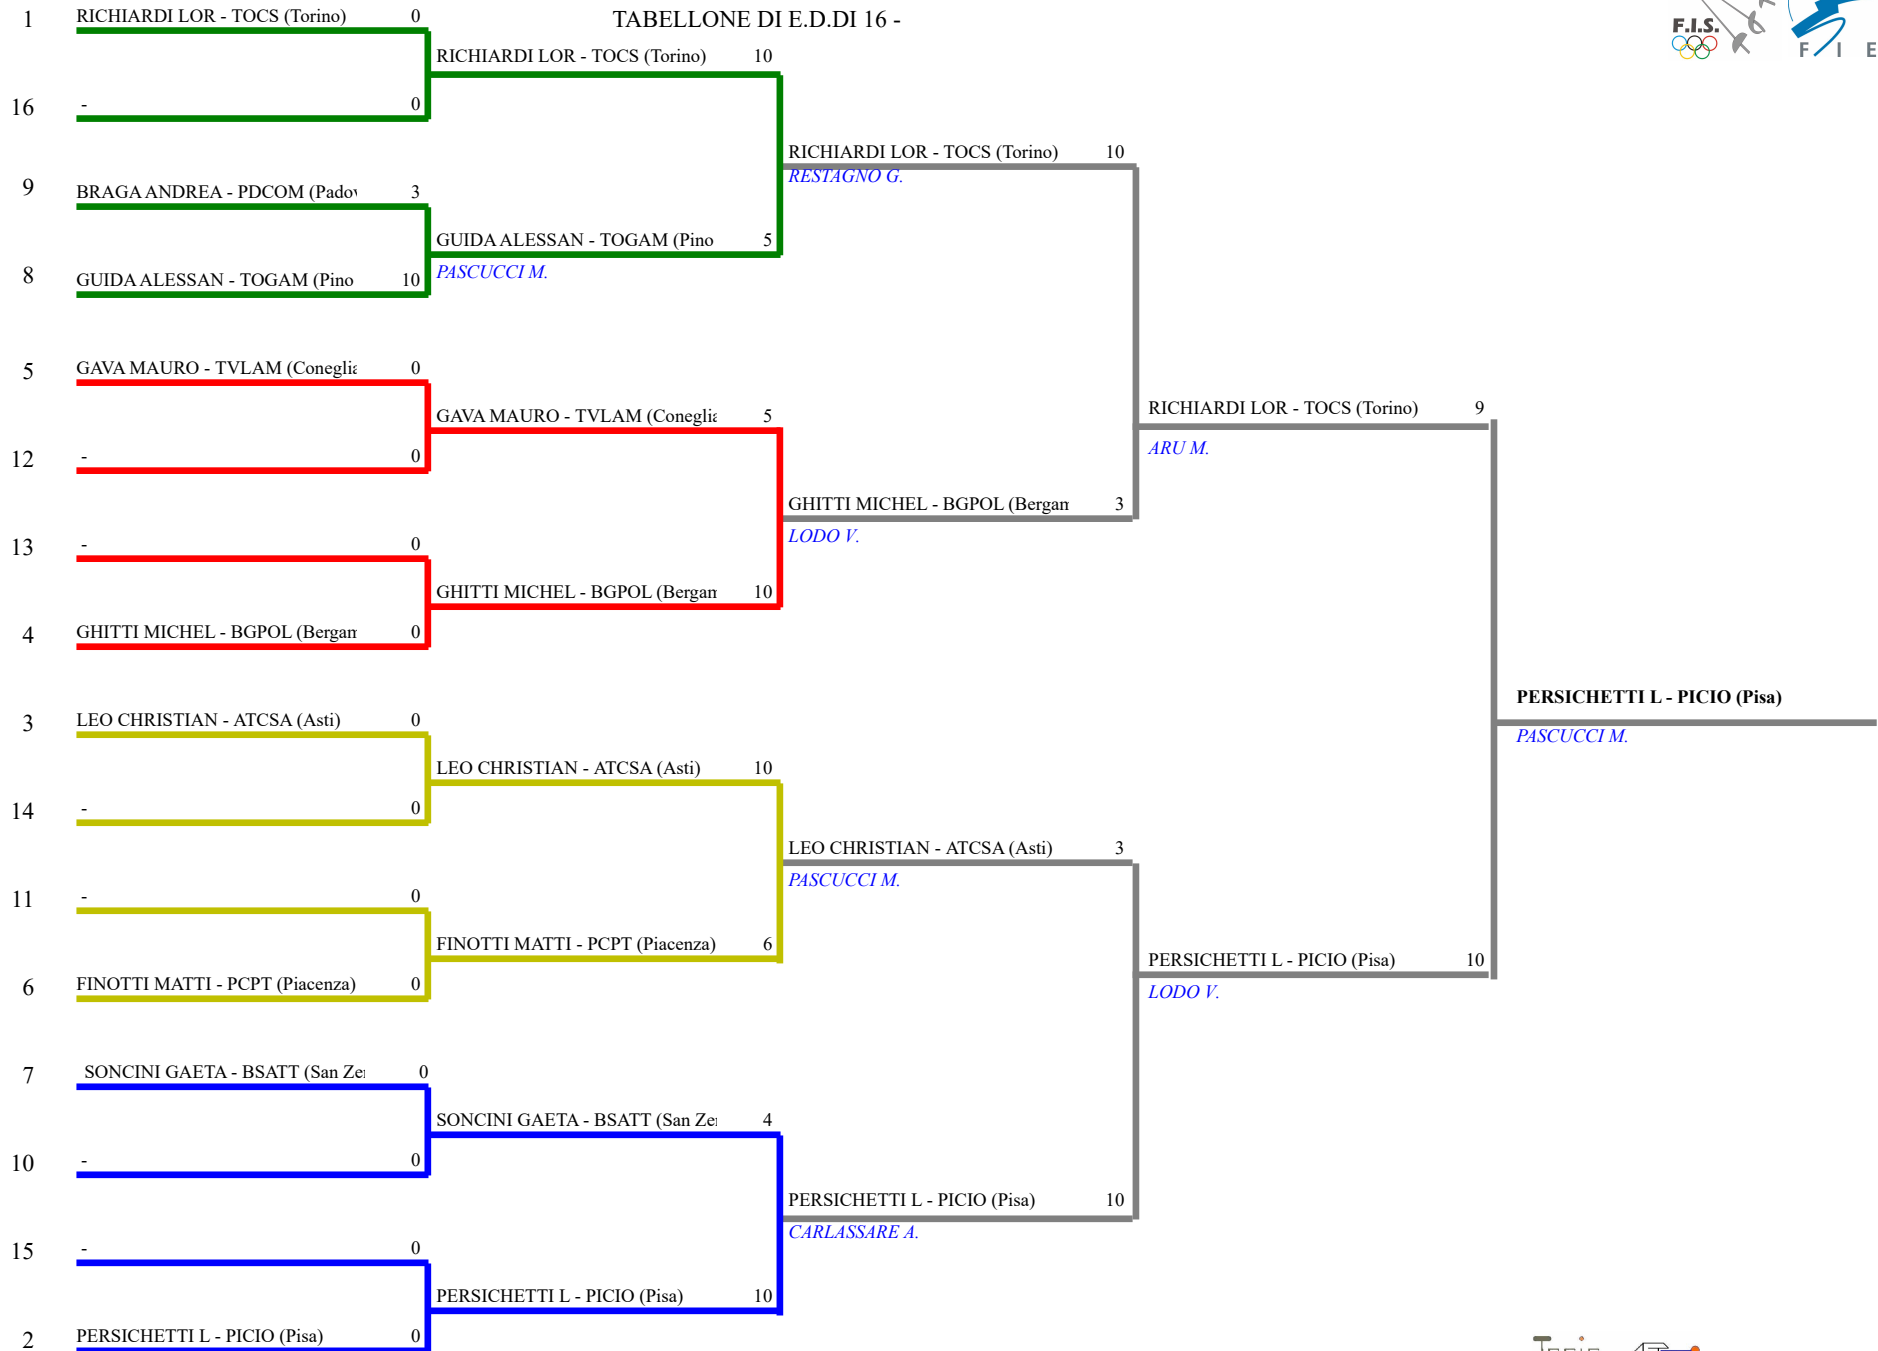 TABELLONE DI E.D.DI 16 -
F.I.S.
F I E
1 RICHIARDI LOR - TOCS (Torino) 0
RICHIARDI LOR - TOCS (Torino) 10
16 - 0
RICHIARDI LOR - TOCS (Torino) 10
RESTAGNO G.
9 BRAGA ANDREA - PDCOM (Padov 3
GUIDA ALESSAN - TOGAM (Pino 5
PASCUCCI M.
8 GUIDA ALESSAN - TOGAM (Pino 10
5 GAVA MAURO - TVLAM (Coneglia 0
RICHIARDI LOR - TOCS (Torino) 9
GAVA MAURO - TVLAM (Coneglia 5
ARU M.
12 - 0
GHITTI MICHEL - BGPOL (Bergam 3
LODO V.
13 - 0
GHITTI MICHEL - BGPOL (Bergam 10
4 GHITTI MICHEL - BGPOL (Bergam 0
PERSICHETTI L - PICIO (Pisa)
PASCUCCI M.
3 LEO CHRISTIAN - ATCSA (Asti) 0
LEO CHRISTIAN - ATCSA (Asti) 10
14 - 0
LEO CHRISTIAN - ATCSA (Asti) 3
PASCUCCI M.
11 - 0
FINOTTI MATTI - PCPT (Piacenza) 6
PERSICHETTI L - PICIO (Pisa) 10
LODO V.
6 FINOTTI MATTI - PCPT (Piacenza) 0
7 SONCINI GAETA - BSATT (San Ze 0
SONCINI GAETA - BSATT (San Ze 4
10 - 0
PERSICHETTI L - PICIO (Pisa) 10
CARLASSARE A.
15 - 0
PERSICHETTI L - PICIO (Pisa) 10
2 PERSICHETTI L - PICIO (Pisa) 0